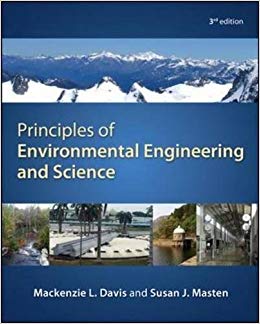 3rd edition
Principles of
Environmental Engineering
and Science
Mackenzie L. Davis and Susan J. Masten